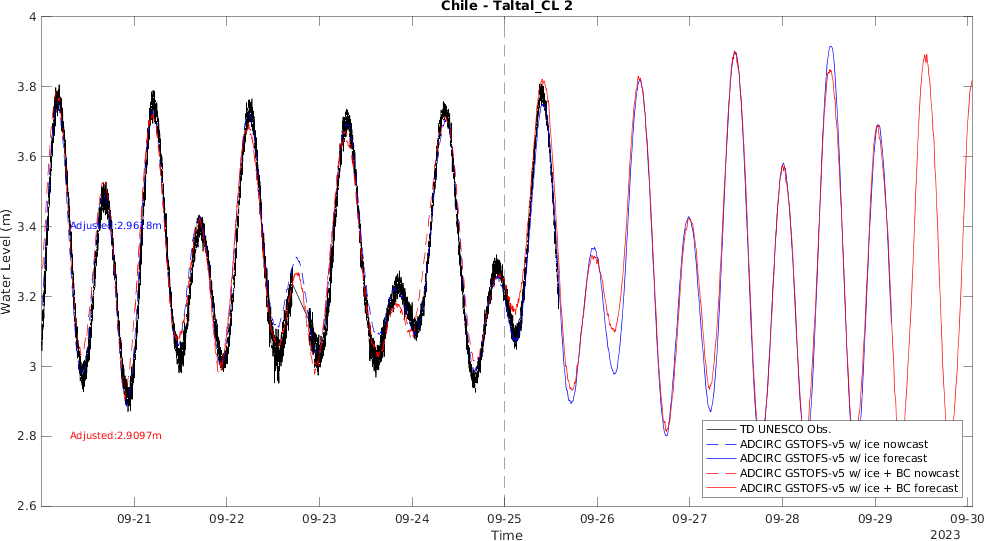 Chile - Taltal_CL 2
4
3.8
3.6
3.4
3.2
3
2.8
2.6
Water Level (m)
Adjusted:2.9618m
Adjusted:2.9097m
TD UNESCO Obs.
ADCIRC GSTOFS-v5 w/ ice nowcast
ADCIRC GSTOFS-v5 w/ ice forecast
ADCIRC GSTOFS-v5 w/ ice + BC nowcast
ADCIRC GSTOFS-v5 w/ ice + BC forecast
09-21 09-22 09-23 09-24 09-25 09-26 09-27 09-28 09-29 09-30
Time
2023